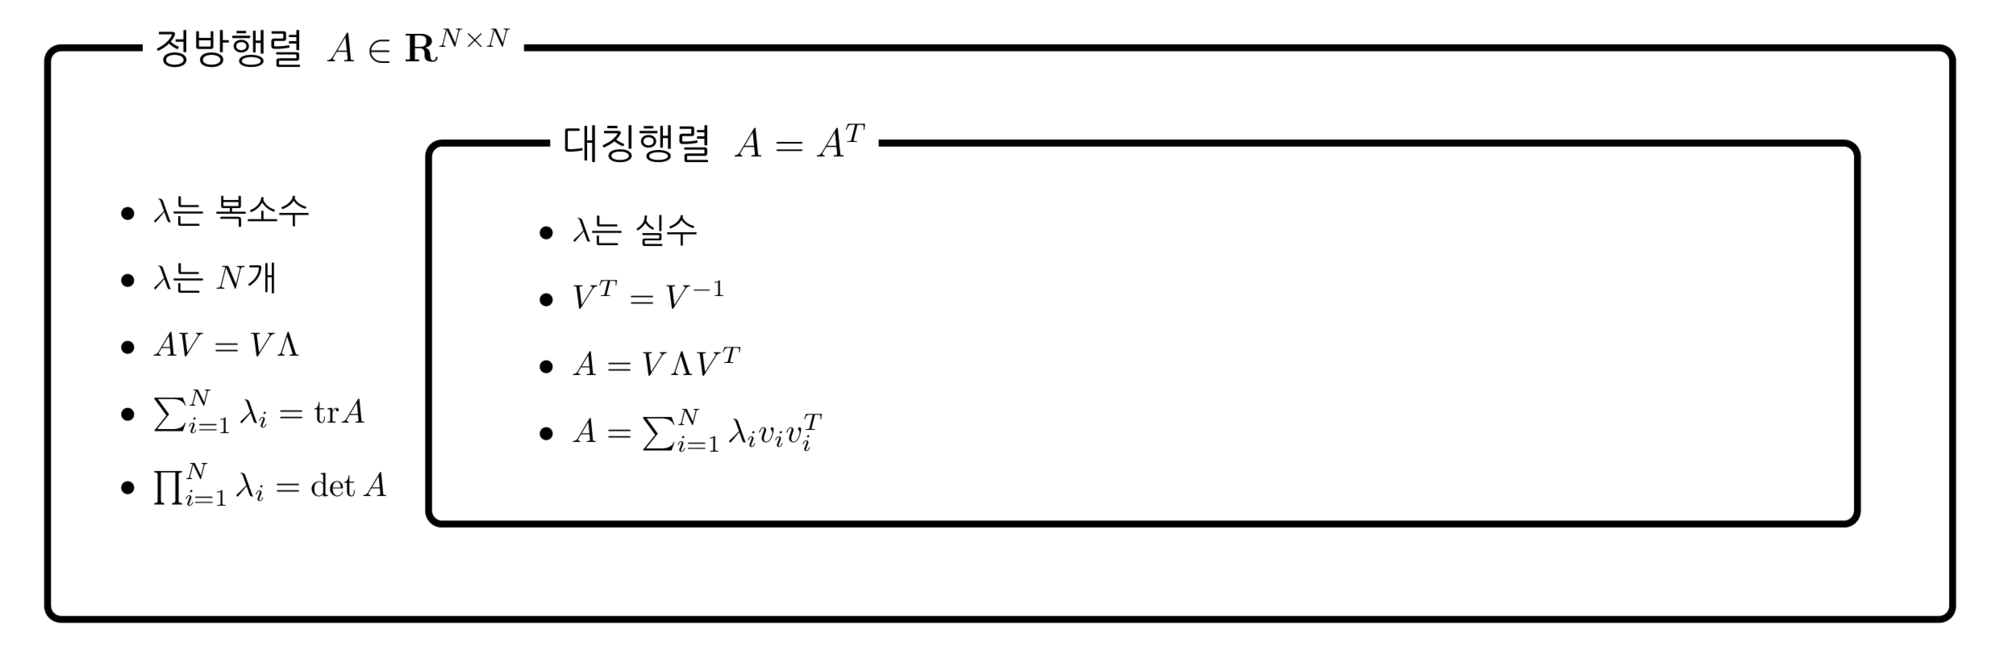 정방행렬 $A \in \mathbf{R}^{N \times N}$
• $\lambda$는 복소수
• $\lambda$는 $N$개
• $AV = V\Lambda$
• $\sum_{i=1}^{N} \lambda_i = \mathrm{tr} A$
• $\prod_{i=1}^{N} \lambda_i = \det A$
대칭행렬 $A = A^T$
• $\lambda$는 실수
• $V^T = V^{-1}$
• $A = V\Lambda V^T$
• $A = \sum_{i=1}^{N} \lambda_i v_i v_i^T$